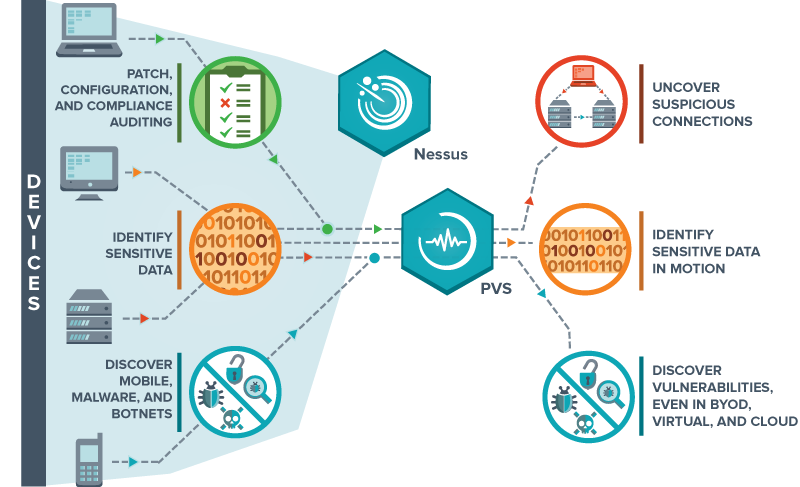 DEVICES
PATCH,
CONFIGURATION,
AND COMPLIANCE
AUDITING
IDENTIFY
SENSITIVE
DATA
DISCOVER
MOBILE,
MALWARE, AND
BOTNETS
Nessus
PVS
UNCOVER
SUSPICIOUS
CONNECTIONS
IDENTIFY
SENSITIVE DATA
IN MOTION
DISCOVER
VULNERABILITIES,
EVEN IN BYOD,
VIRTUAL, AND CLOUD